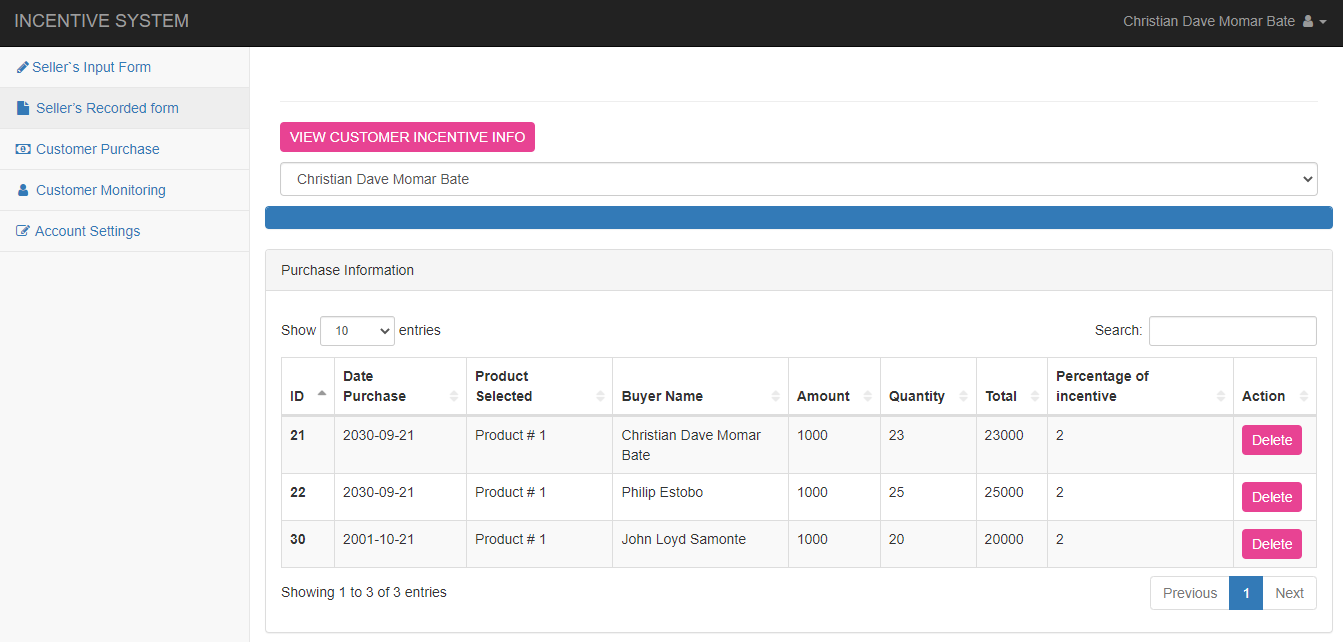 INCENTIVE SYSTEM
Christian Dave Momar Bate
Seller`s Input Form
Seller's Recorded form
Customer Purchase
Customer Monitoring
Account Settings
VIEW CUSTOMER INCENTIVE INFO
Christian Dave Momar Bate
Purchase Information
Show 10 entries
Search:
ID Date Purchase Product Selected Buyer Name Amount Quantity Total Percentage of incentive Action
21 2030-09-21 Product # 1 Christian Dave Momar Bate 1000 23 23000 2 Delete
22 2030-09-21 Product # 1 Philip Estobo 1000 25 25000 2 Delete
30 2001-10-21 Product # 1 John Loyd Samonte 1000 20 20000 2 Delete
Showing 1 to 3 of 3 entries
Previous 1 Next